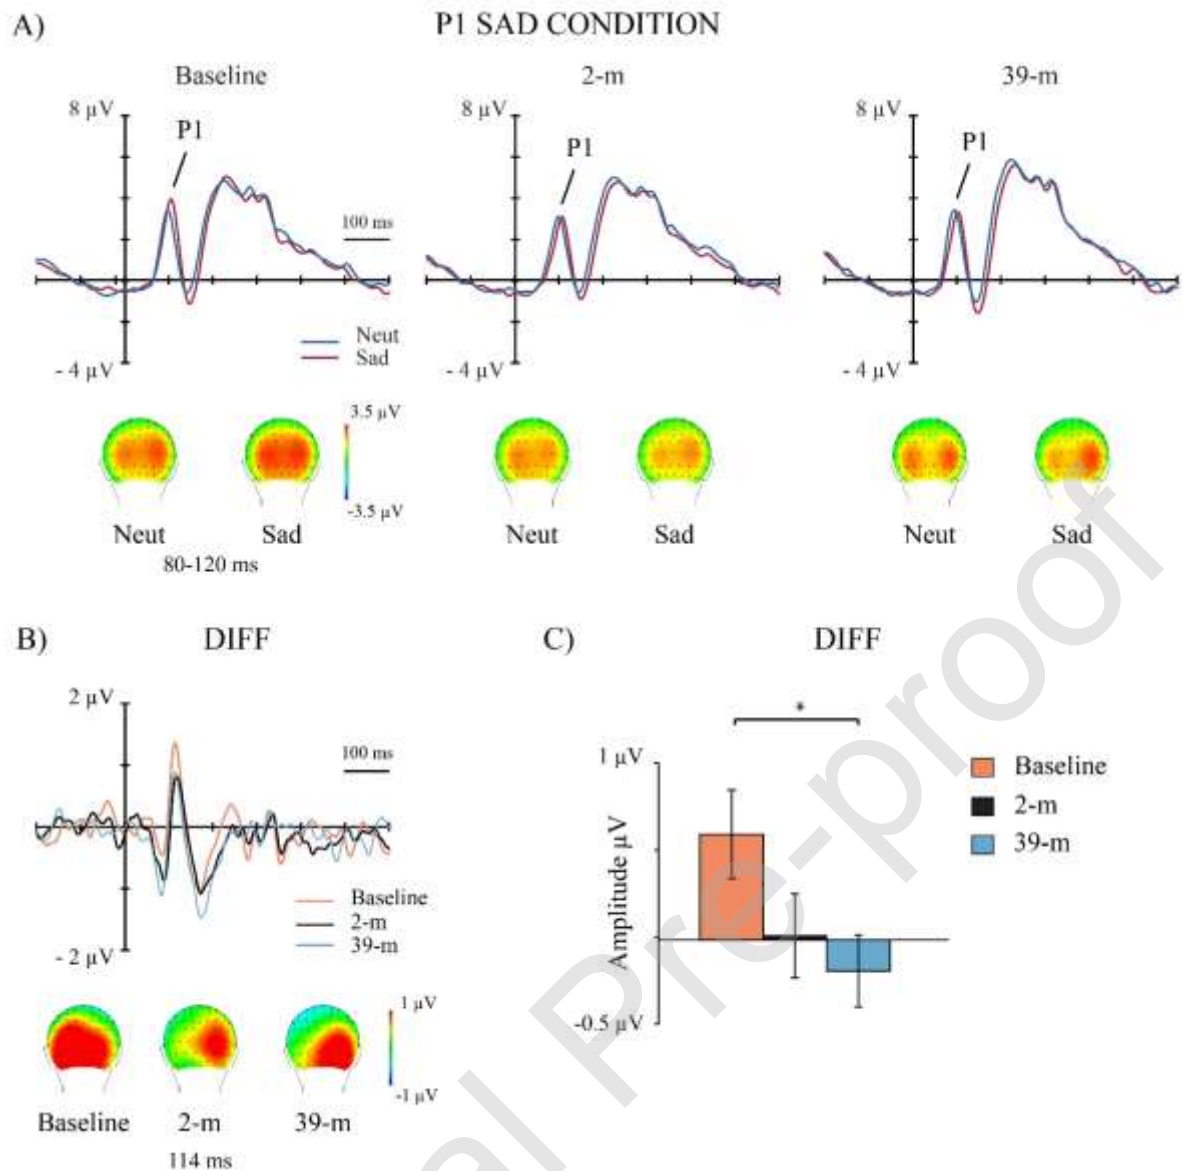 A)
P1 SAD CONDITION
Baseline
2-m
39-m
8 µV
P1
100 ms
- 4 µV
Neut
Sad
8 µV
P1
- 4 µV
8 µV
P1
- 4 µV
3.5 µV
-3.5 µV
Neut
Sad
80-120 ms
Neut
Sad
Neut
Sad
B)
DIFF
2 µV
100 ms
- 2 µV
Baseline
2-m
39-m
1 µV
-1 µV
Baseline
2-m
39-m
114 ms
C)
DIFF
*
1 µV
Amplitude µV
-0.5 µV
Baseline
2-m
39-m
al Pre-proof